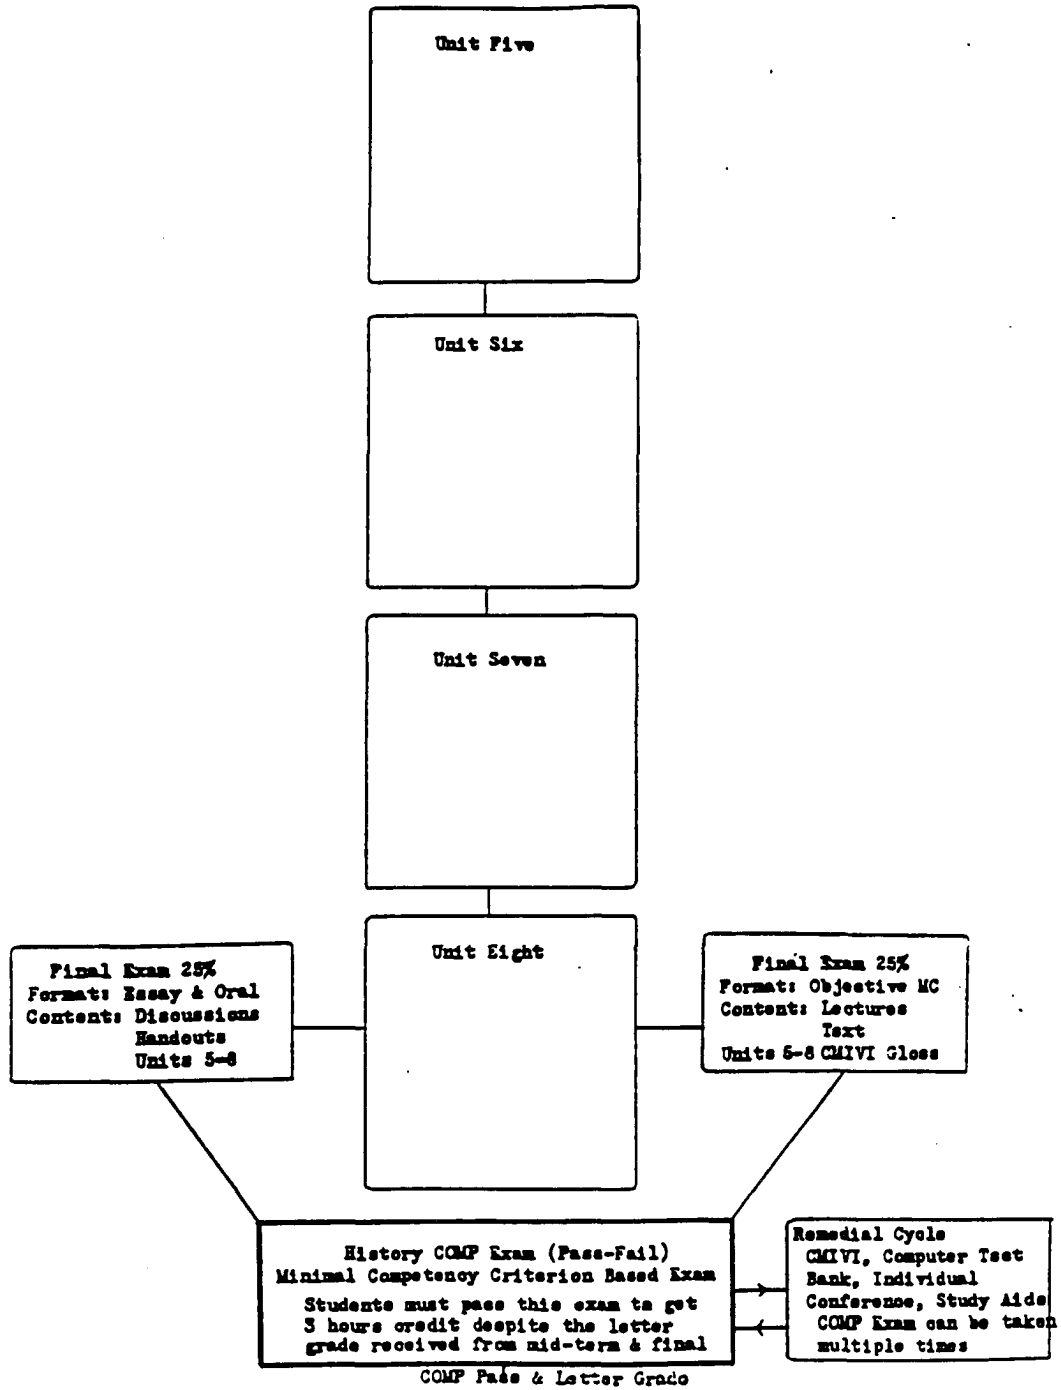 Unit Five
Unit Six
Unit Seven
Unit Eight
Final Exam 25%
Format: Essay & Oral
Content: Discussions
Handouts
Units 5-8
Final Exam 25%
Format: Objective MC
Content: Lectures
Text
Units 5-8 CMIVI Gloss
History COMP Exam (Pass-Fail)
Minimal Competency Criterion Based Exam
Students must pass this exam to get
3 hours credit despite the letter
grade received from mid-term & final
Remedial Cycle
CMIVI, Computer Test
Bank, Individual
Conference, Study Aids
COMP Exam can be taken
multiple times
COMP Pass & Letter Grade